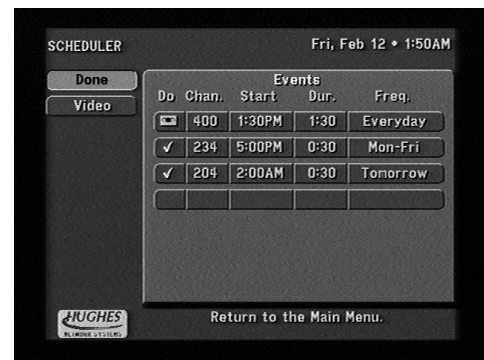 SCHEDULER
Fri, Feb 12 • 1:50AM
Done
Video
Events
Do Chan. Start Dur. Freq.
400 1:30PM 1:30 Everyday
✓ 234 5:00PM 0:30 Mon-Fri
✓ 204 2:00AM 0:30 Tomorrow
HUGHES
NETWORK SYSTEMS
Return to the Main Menu.